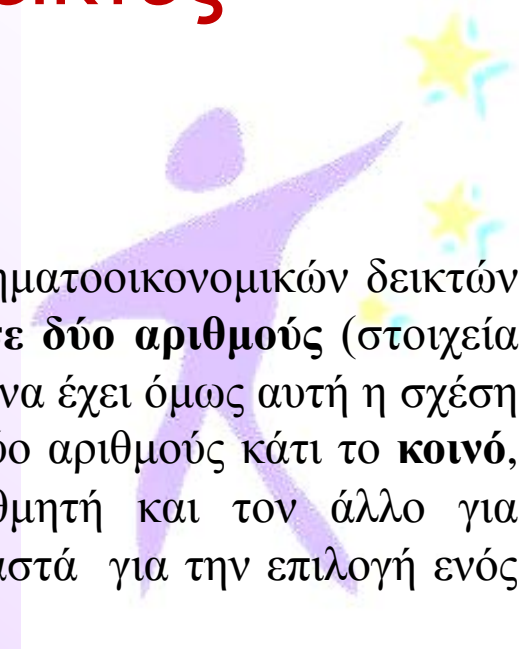 ηματοοικονομικών δεικτών
ε δύο αριθμούς (στοιχεία
να έχει όμως αυτή η σχέση
ύο αριθμούς κάτι το κοινό,
θμητή και τον άλλο για
αστά για την επιλογή ενός